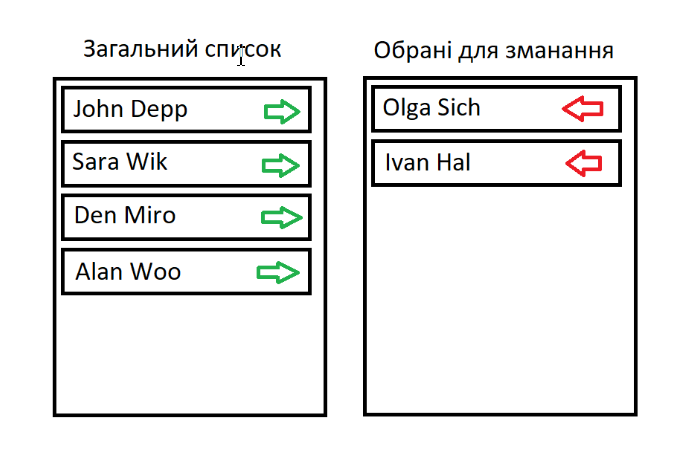 Загальний список
John Depp
Sara Wik
Den Miro
Alan Woo
Обрані для зманання
Olga Sich
Ivan Hal